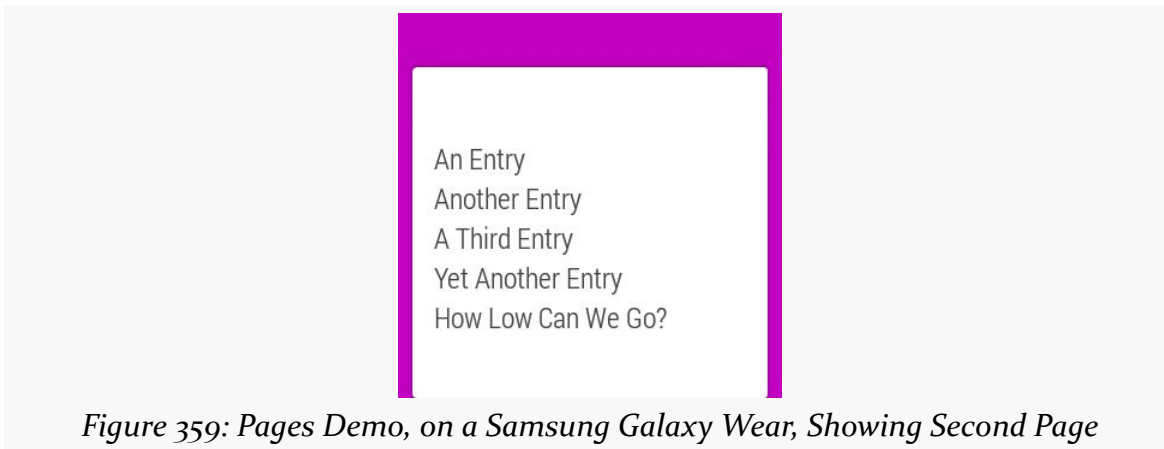 An Entry
Another Entry
A Third Entry
Yet Another Entry
How Low Can We Go?
Figure 359: Pages Demo, on a Samsung Galaxy Wear, Showing Second Page